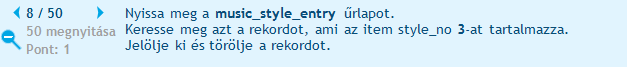 8 / 50
50 megnyitása
Pont: 1
Nyissa meg a music_style_entry űrlapot.
Keresse meg azt a rekordot, ami az item style_no 3-at tartalmazza.
Jelölje ki és törölje a rekordot.